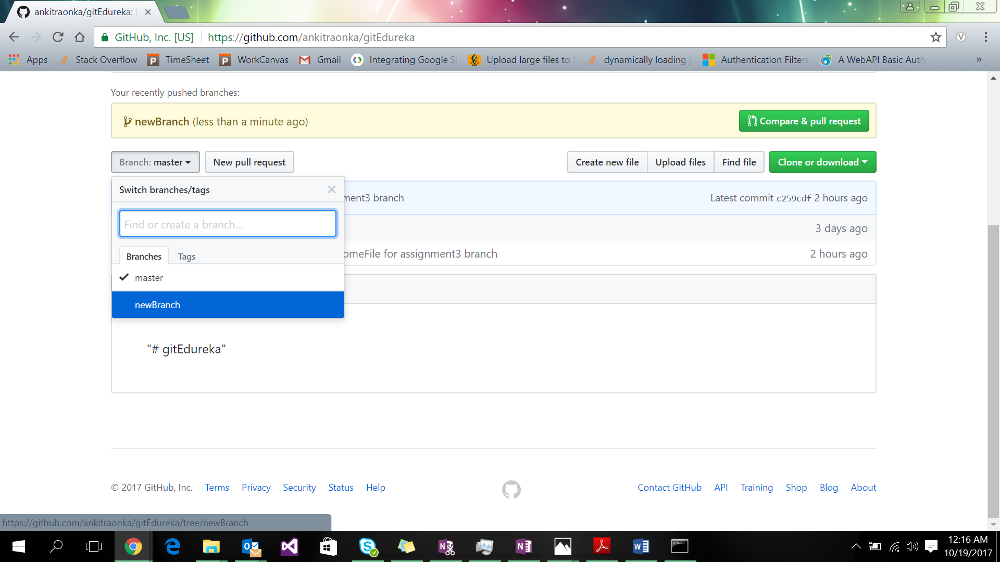 ankitraonka/gitEdureka:
GitHub, Inc. [US] https://github.com/ankitraonka/gitEdureka
Apps Stack Overflow TimeSheet WorkCanvas Gmail Integrating Google Upload large files to dynamically loading Authentication Filters A WebAPI Basic Auth »
Your recently pushed branches:
newBranch (less than a minute ago) Compare & pull request
Branch: master New pull request Create new file Upload files Find file Clone or download
Switch branches/tags
ment3 branch Latest commit c259cdf 2 hours ago
Find or create a branch...
3 days ago
Branches Tags
omeFile for assignment3 branch 2 hours ago
master
newBranch
"# gitEdureka"
© 2017 GitHub, Inc. Terms Privacy Security Status Help Contact GitHub API Training Shop Blog About
https://github.com/ankitraonka/gitEdureka/tree/newBranch
12:16 AM
10/19/2017